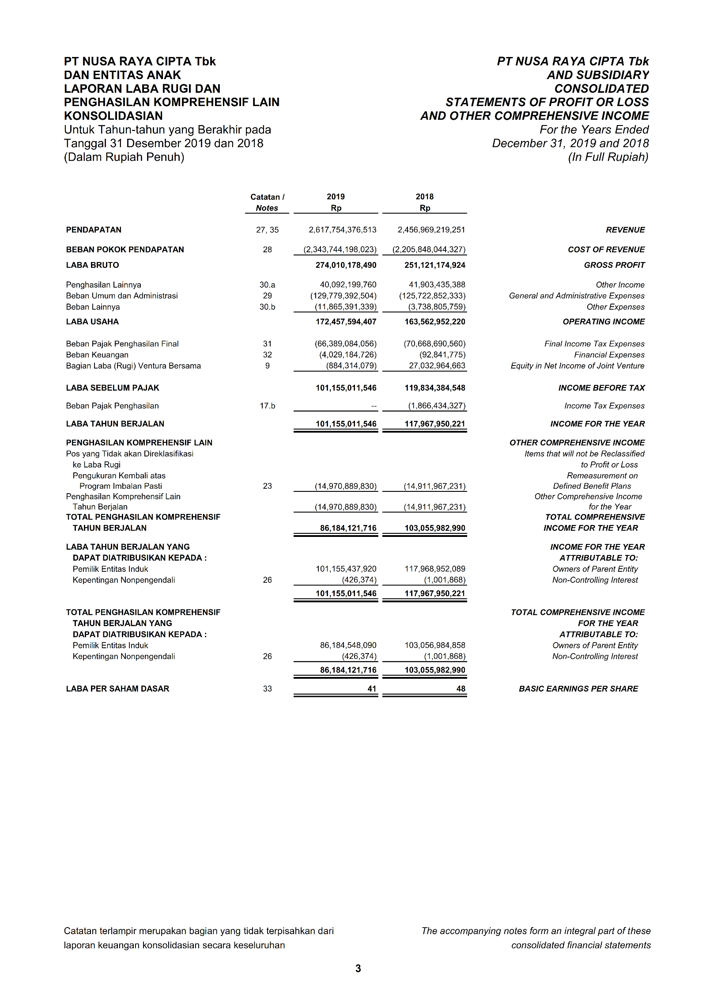 PT NUSA RAYA CIPTA Tbk PT NUSA RAYA CIPTA Tbk
DAN ENTITAS ANAK AND SUBSIDIARY
LAPORAN LABA RUGI DAN CONSOLIDATED
PENGHASILAN KOMPREHENSIF LAIN STATEMENTS OF PROFIT OR LOSS
KONSOLIDASIAN AND OTHER COMPREHENSIVE INCOME
Untuk Tahun-tahun yang Berakhir pada For the Years Ended
Tanggal 31 Desember 2019 dan 2018 December 31, 2019 and 2018
(Dalam Rupiah Penuh) (In Full Rupiah)
Catatan / 2019 2018
Notes Rp Rp
PENDAPATAN 27, 35 2,617,754,376,513 2,456,969,219,251 REVENUE
BEBAN POKOK PENDAPATAN 28 (2,343,744,198,023) (2,205,848,044,327) COST OF REVENUE
LABA BRUTO 274,010,178,490 251,121,174,924 GROSS PROFIT
Penghasilan Lainnya 30.a 40,092,199,760 41,903,435,388 Other Income
Beban Umum dan Administrasi 29 (129,779,392,504) (125,722,852,333) General and Administrative Expenses
Beban Lainnya 30.b (11,865,391,339) (3,738,805,759) Other Expenses
LABA USAHA 172,457,594,407 163,562,952,220 OPERATING INCOME
Beban Pajak Penghasilan Final 31 (66,389,084,056) (70,668,690,560) Final Income Tax Expenses
Beban Keuangan 32 (4,029,184,726) (92,841,775) Financial Expenses
Bagian Laba (Rugi) Ventura Bersama 9 (884,314,079) 27,032,964,663 Equity in Net Income of Joint Venture
LABA SEBELUM PAJAK 101,155,011,546 119,834,384,548 INCOME BEFORE TAX
Beban Pajak Penghasilan 17.b -- (1,866,434,327) Income Tax Expenses
LABA TAHUN BERJALAN 101,155,011,546 117,967,950,221 INCOME FOR THE YEAR
PENGHASILAN KOMPREHENSIF LAIN OTHER COMPREHENSIVE INCOME
Pos yang Tidak akan Direklasifikasi Items that will not be Reclassified
ke Laba Rugi to Profit or Loss
Pengukuran Kembali atas Remeasurement on
Program Imbalan Pasti 23 (14,970,889,830) (14,911,967,231) Defined Benefit Plans
Penghasilan Komprehensif Lain Other Comprehensive Income
Tahun Berjalan (14,970,889,830) (14,911,967,231) for the Year
TOTAL PENGHASILAN KOMPREHENSIF TOTAL COMPREHENSIVE
TAHUN BERJALAN 86,184,121,716 103,055,982,990 INCOME FOR THE YEAR
LABA TAHUN BERJALAN YANG INCOME FOR THE YEAR
DAPAT DIATRIBUSIKAN KEPADA : ATTRIBUTABLE TO:
Pemilik Entitas Induk 101,155,437,920 117,968,952,089 Owners of Parent Entity
Kepentingan Nonpengendali 26 (426,374) (1,001,868) Non-Controlling Interest
101,155,011,546 117,967,950,221
TOTAL PENGHASILAN KOMPREHENSIF TOTAL COMPREHENSIVE INCOME
TAHUN BERJALAN YANG FOR THE YEAR
DAPAT DIATRIBUSIKAN KEPADA : ATTRIBUTABLE TO:
Pemilik Entitas Induk 86,184,548,090 103,056,984,858 Owners of Parent Entity
Kepentingan Nonpengendali 26 (426,374) (1,001,868) Non-Controlling Interest
86,184,121,716 103,055,982,990
LABA PER SAHAM DASAR 33 41 48 BASIC EARNINGS PER SHARE
Catatan terlampir merupakan bagian yang tidak terpisahkan dari The accompanying notes form an integral part of these
laporan keuangan konsolidasian secara keseluruhan consolidated financial statements
3